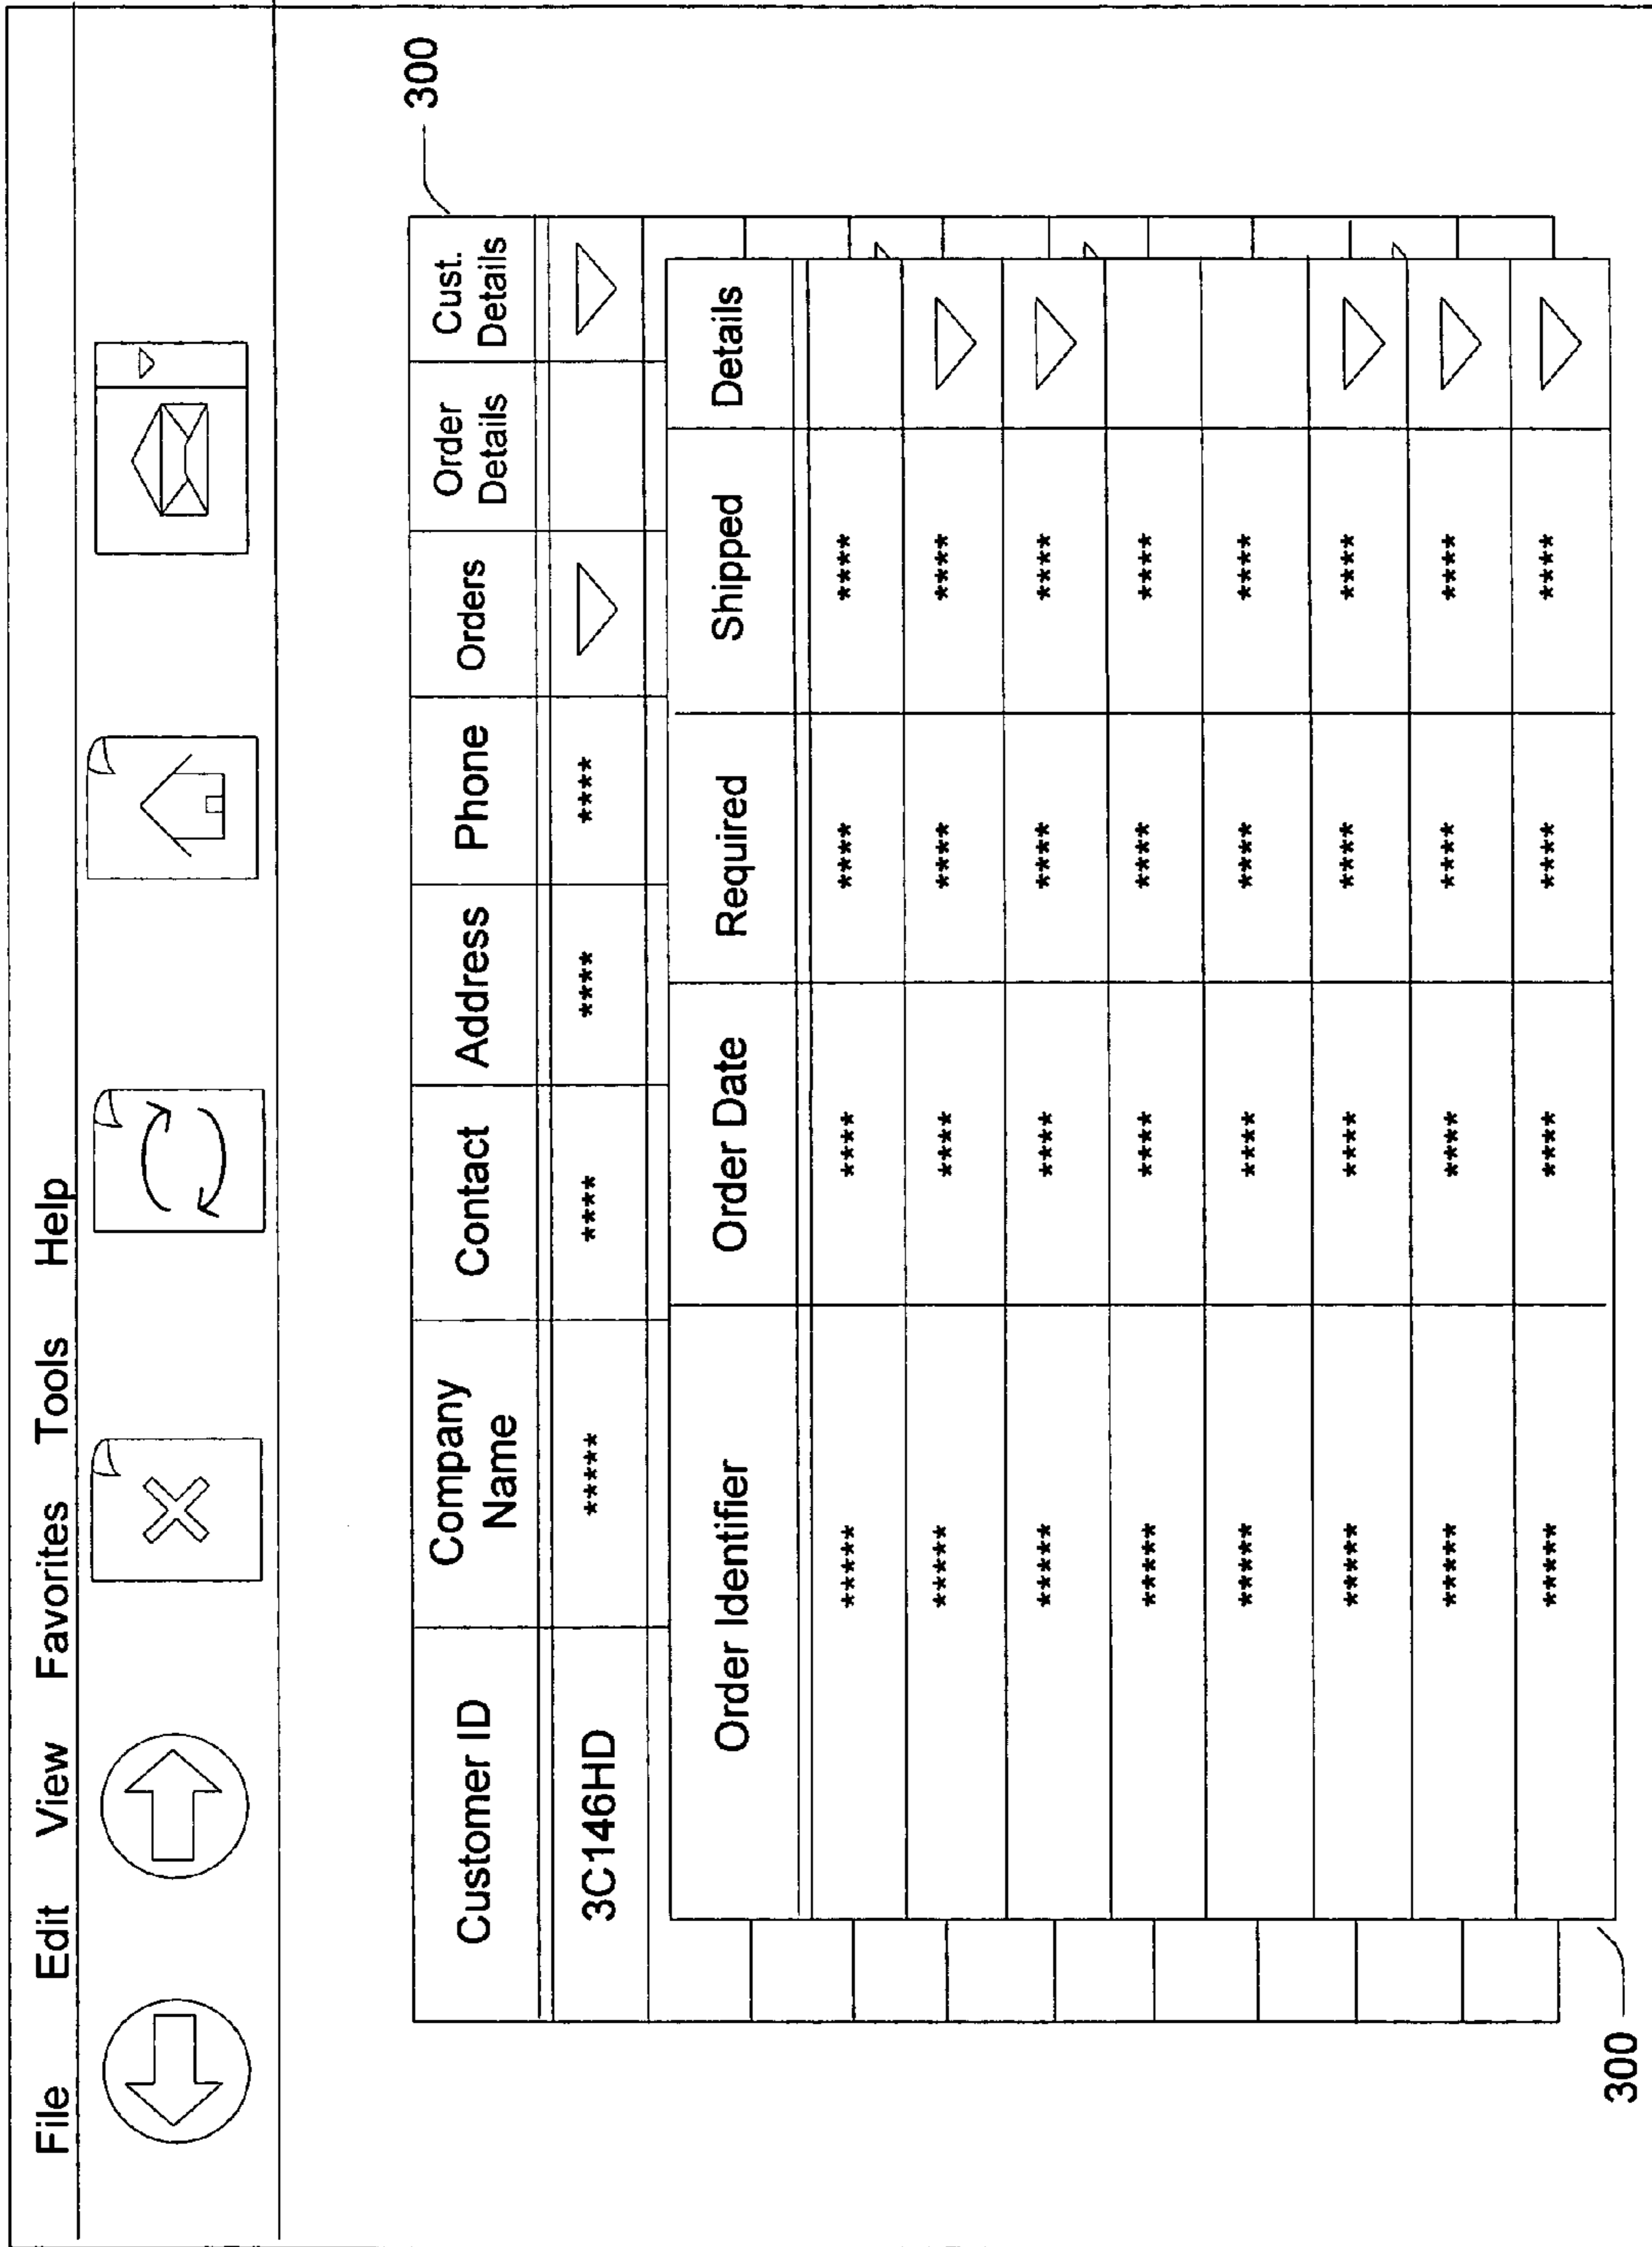 File Edit View Favorites Tools Help
300
Customer ID Company Name Contact Address Phone Orders Order Details Cust. Details
3C146HD ***** **** **** ****
Order Identifier Order Date Required Shipped Details
***** **** **** ****
***** **** **** ****
***** **** **** ****
***** **** **** ****
***** **** **** ****
***** **** **** ****
***** **** **** ****
***** **** **** ****
300